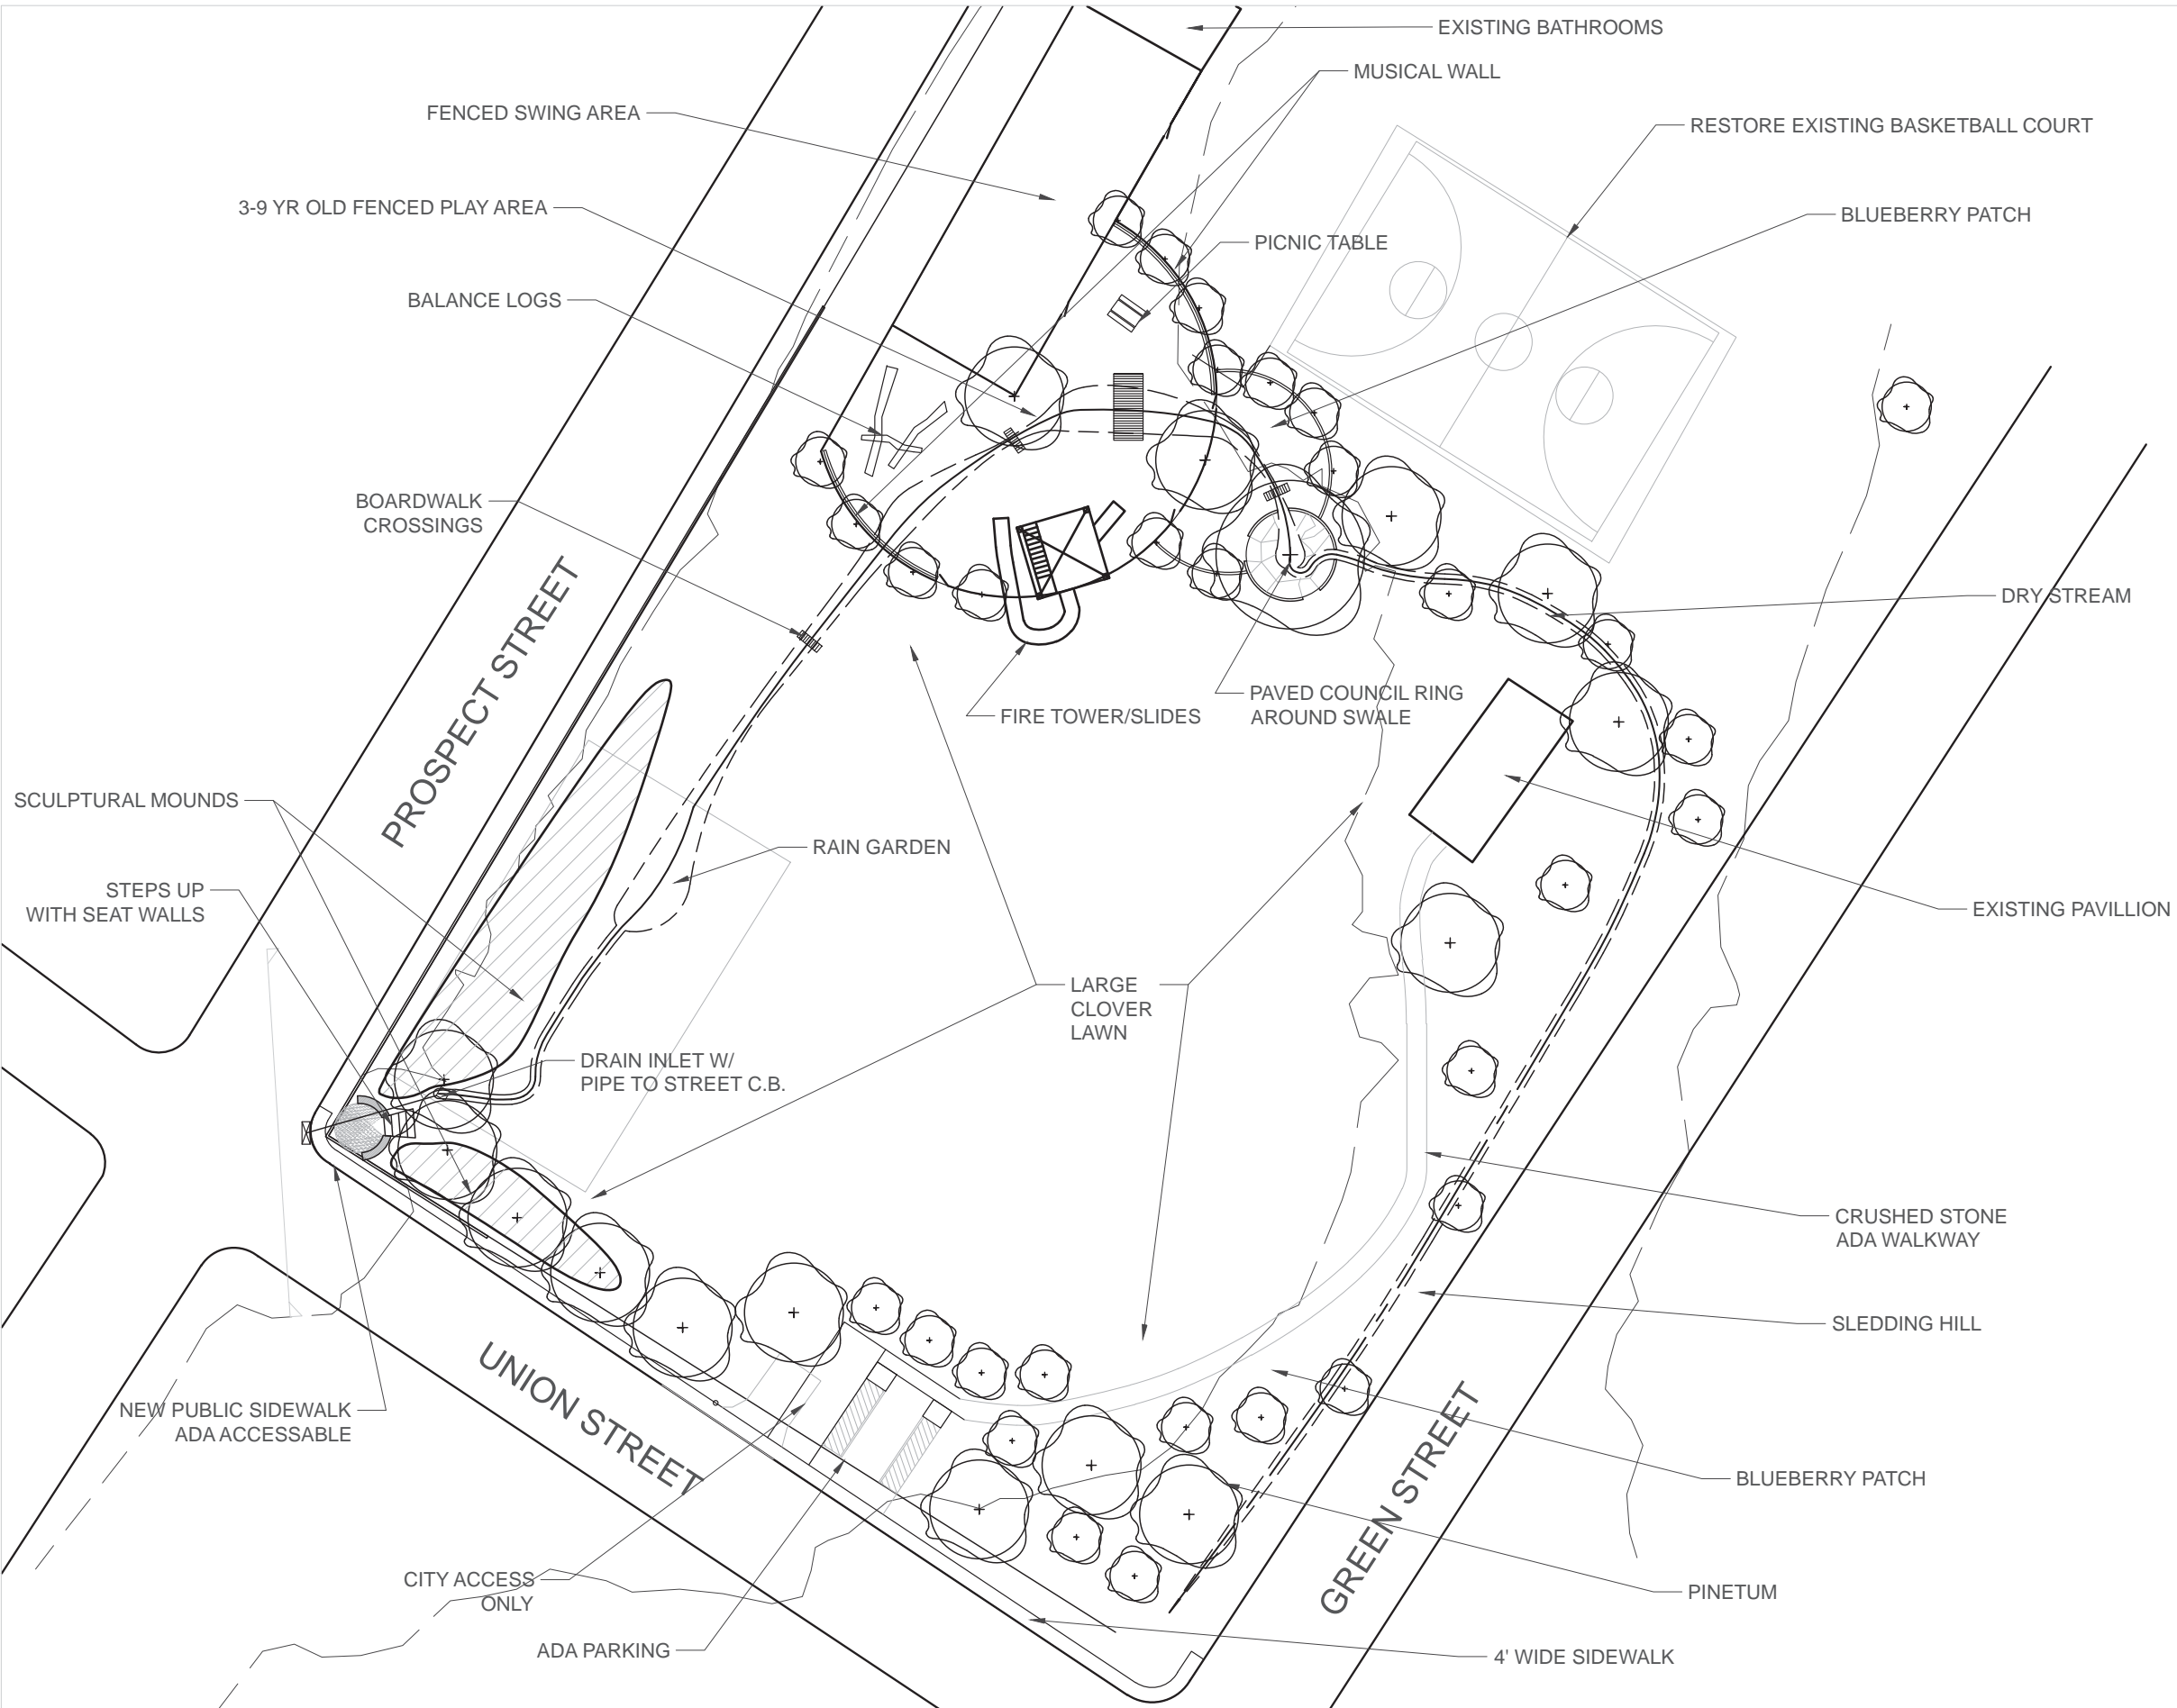 EXISTING BATHROOMS
MUSICAL WALL
FENCED SWING AREA
RESTORE EXISTING BASKETBALL COURT
3-9 YR OLD FENCED PLAY AREA
BLUEBERRY PATCH
PICNIC TABLE
BALANCE LOGS
BOARDWALK
CROSSINGS
DRY STREAM
PROSPECT STREET
PAVED COUNCIL RING
AROUND SWALE
FIRE TOWER/SLIDES
SCULPTURAL MOUNDS
RAIN GARDEN
STEPS UP
WITH SEAT WALLS
EXISTING PAVILLION
LARGE
CLOVER
LAWN
DRAIN INLET W/
PIPE TO STREET C.B.
CRUSHED STONE
ADA WALKWAY
SLEDDING HILL
NEW PUBLIC SIDEWALK
ADA ACCESSABLE
UNION STREET
BLUEBERRY PATCH
GREEN STREET
CITY ACCESS
ONLY
PINETUM
ADA PARKING
4' WIDE SIDEWALK